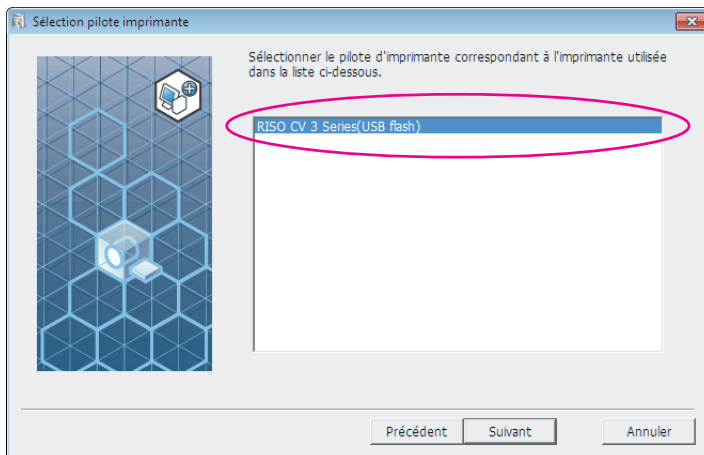 Sélection pilote imprimante
Sélectionner le pilote d'imprimante correspondant à l'imprimante utilisée
dans la liste ci-dessous.
RISO CV 3 Series(USB flash)
Précédent
Suivant
Annuler